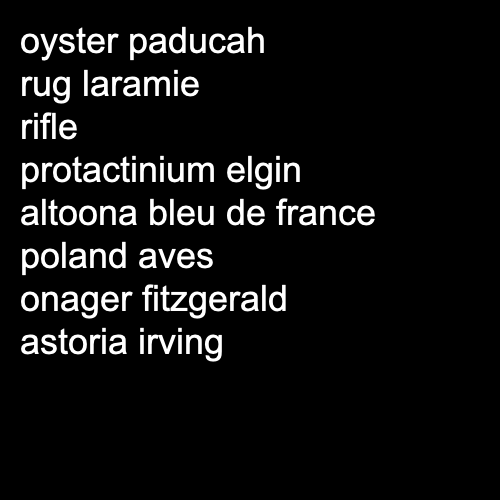 oyster paducah
rug laramie
rifle
protactinium elgin
altoona bleu de france
poland aves
onager fitzgerald
astoria irving